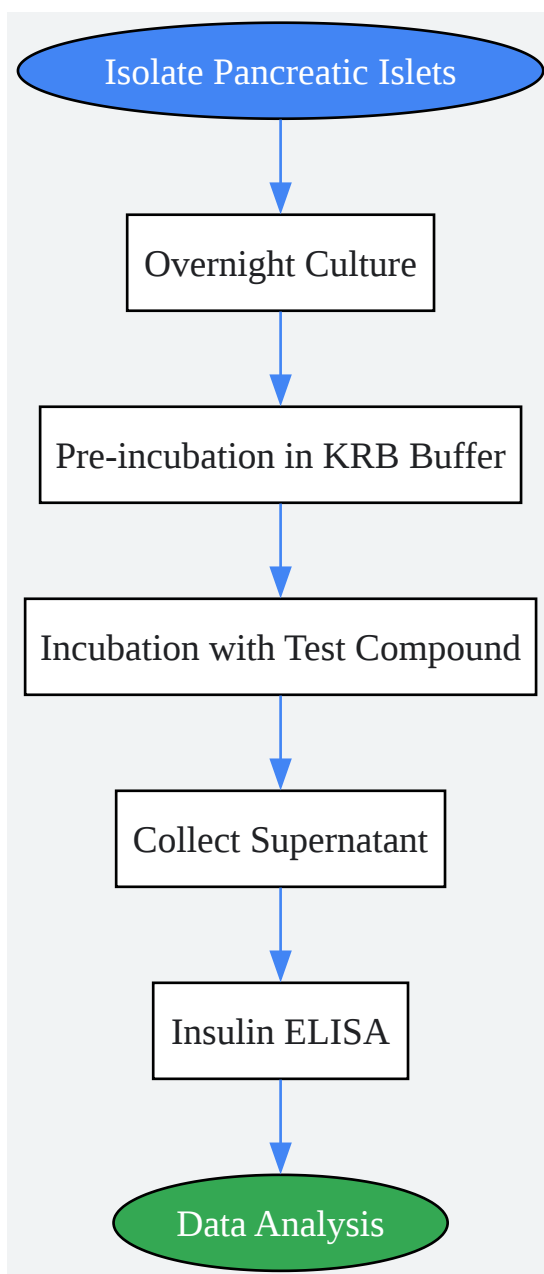 Isolate Pancreatic Islets
Overnight Culture
Pre-incubation in KRB Buffer
Incubation with Test Compound
Collect Supernatant
Insulin ELISA
Data Analysis